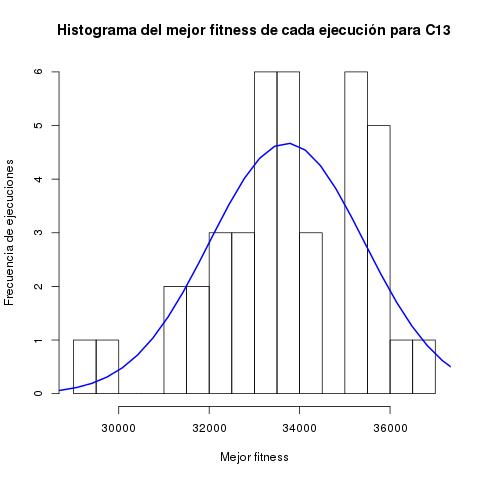 Histograma del mejor fitness de cada ejecución para C13
Frecuencia de ejecuciones
6
5
4
3
2
1
0
30000 32000 34000 36000
Mejor fitness